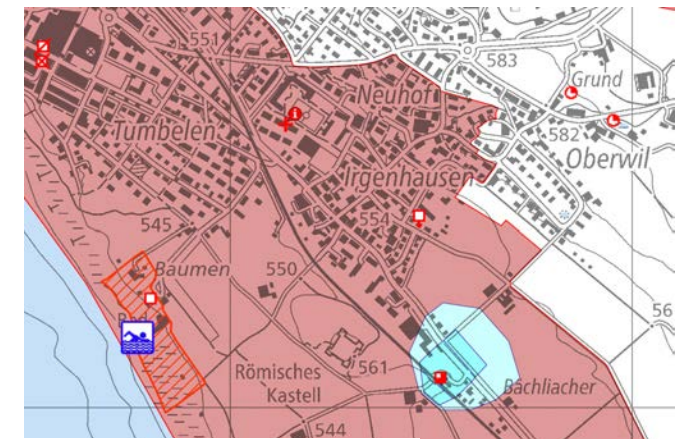 551
583
Grund
Neuhof
Tumbelen
582
Oberwil
Irgenhausen
554
545
Baumen
550
56
Römisches
Kastell
561
Bächliacher
544